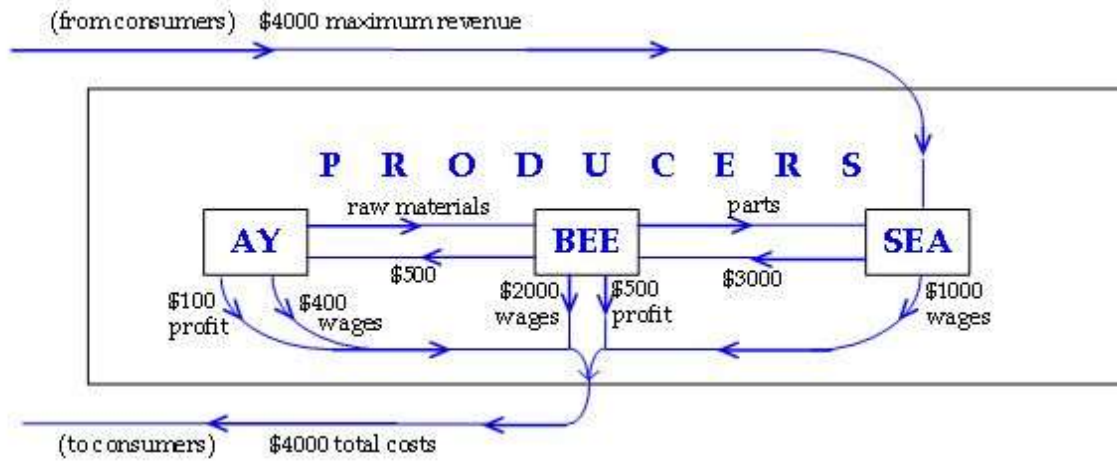 (from consumers) $4000 maximum revenue
P R O D U C E R S
raw materials
parts
AY
BEE
SEA
$500
$3000
$100
profit
$400
wages
$2000
wages
$500
profit
$1000
wages
(to consumers) $4000 total costs